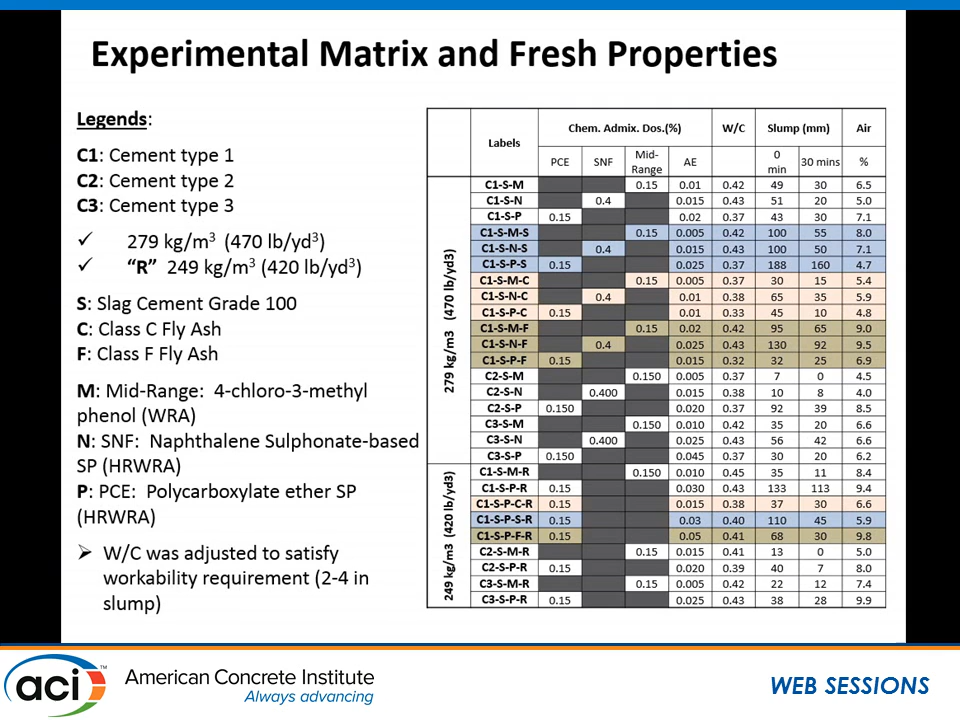 Experimental Matrix and Fresh Properties
Legends:
C1: Cement type 1
C2: Cement type 2
C3: Cement type 3
✓ 279 kg/m³ (470 lb/yd³)
✓ “R” 249 kg/m³ (420 lb/yd³)
S: Slag Cement Grade 100
C: Class C Fly Ash
F: Class F Fly Ash
M: Mid-Range: 4-chloro-3-methyl
phenol (WRA)
N: SNF: Naphthalene Sulphonate-based
SP (HRWRA)
P: PCE: Polycarboxylate ether SP
(HRWRA)
➢ W/C was adjusted to satisfy
workability requirement (2-4 in
slump)
Labels Chem. Admix. Dos.(%) W/C Slump (mm) Air
PCE SNF Mid-Range AE 0 min 30 mins %
279 kg/m3 (470 lb/yd3)
C1-S-M 0.15 0.01 0.42 49 30 6.5
C1-S-N 0.4 0.015 0.43 51 20 5.0
C1-S-P 0.15 0.02 0.37 43 30 7.1
C1-S-M-S 0.15 0.005 0.42 100 55 8.0
C1-S-N-S 0.4 0.015 0.43 100 50 7.1
C1-S-P-S 0.15 0.025 0.37 188 160 4.7
C1-S-M-C 0.15 0.005 0.42 30 15 5.4
C1-S-N-C 0.4 0.01 0.38 65 35 5.9
C1-S-P-C 0.15 0.01 0.33 45 10 4.8
C1-S-M-F 0.15 0.02 0.42 95 65 9.0
C1-S-N-F 0.4 0.025 0.43 130 92 9.5
C1-S-P-F 0.15 0.015 0.32 32 25 6.9
C2-S-M 0.150 0.005 0.37 7 0 4.5
C2-S-N 0.400 0.015 0.38 10 8 4.0
C2-S-P 0.150 0.020 0.37 92 39 8.5
C3-S-M 0.150 0.010 0.42 35 20 6.6
C3-S-N 0.400 0.025 0.43 56 42 6.6
C3-S-P 0.150 0.045 0.37 30 20 6.2
249 kg/m3 (420 lb/yd3)
C1-S-M-R 0.150 0.010 0.45 35 11 8.4
C1-S-P-R 0.15 0.030 0.43 133 113 9.4
C1-S-P-C-R 0.15 0.015 0.38 37 30 6.6
C1-S-P-S-R 0.15 0.03 0.40 110 45 5.9
C1-S-P-F-R 0.15 0.05 0.41 68 30 9.8
C2-S-M-R 0.15 0.015 0.41 13 0 5.0
C2-S-P-R 0.15 0.020 0.39 40 7 8.0
C3-S-M-R 0.15 0.005 0.42 22 12 7.4
C3-S-P-R 0.15 0.025 0.43 38 28 9.9
aci™
American Concrete Institute
Always advancing
WEB SESSIONS